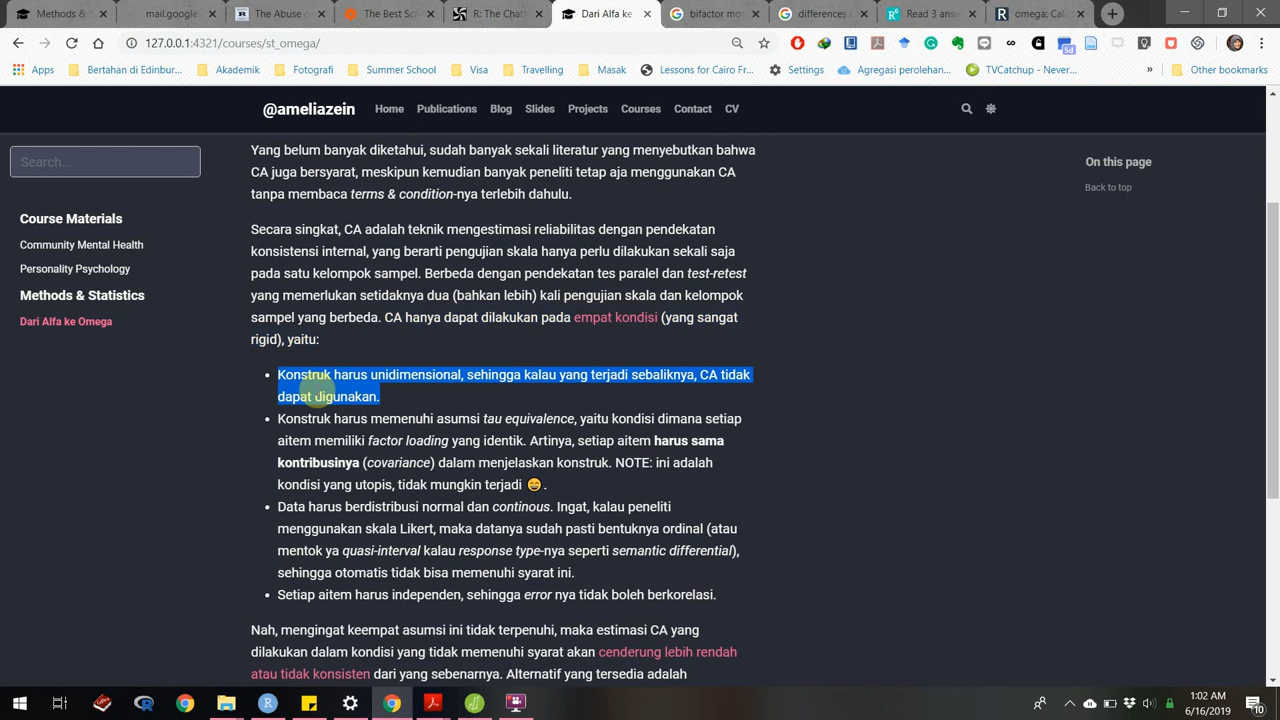 Methods & S
mail.google
The Abuse
The Best Scr
R: The Chatt
Dari Alfa ke
bifactor mo
differences
Read 3 answ
omega: Calc
127.0.0.1:4321/courses/st_omega/
Apps Bertahan di Edinbur... Akademik Fotografi Summer School Visa Travelling Masak Lessons for Cairo Fr... Settings Agregasi perolehan... TVCatchup - Never... » Other bookmarks
5d
@ameliazein Home Publications Blog Slides Projects Courses Contact CV
Search...
Course Materials
Community Mental Health
Personality Psychology
Methods & Statistics
Dari Alfa ke Omega
Yang belum banyak diketahui, sudah banyak sekali literatur yang menyebutkan bahwa
CA juga bersyarat, meskipun kemudian banyak peneliti tetap aja menggunakan CA
tanpa membaca terms & condition-nya terlebih dahulu.
Secara singkat, CA adalah teknik mengestimasi reliabilitas dengan pendekatan
konsistensi internal, yang berarti pengujian skala hanya perlu dilakukan sekali saja
pada satu kelompok sampel. Berbeda dengan pendekatan tes paralel dan test-retest
yang memerlukan setidaknya dua (bahkan lebih) kali pengujian skala dan kelompok
sampel yang berbeda. CA hanya dapat dilakukan pada empat kondisi (yang sangat
rigid), yaitu:
• Konstruk harus unidimensional, sehingga kalau yang terjadi sebaliknya, CA tidak
dapat digunakan.
• Konstruk harus memenuhi asumsi tau equivalence, yaitu kondisi dimana setiap
aitem memiliki factor loading yang identik. Artinya, setiap aitem harus sama
kontribusinya (covariance) dalam menjelaskan konstruk. NOTE: ini adalah
kondisi yang utopis, tidak mungkin terjadi 😄.
• Data harus berdistribusi normal dan continous. Ingat, kalau peneliti
menggunakan skala Likert, maka datanya sudah pasti bentuknya ordinal (atau
mentok ya quasi-interval kalau response type-nya seperti semantic differential),
sehingga otomatis tidak bisa memenuhi syarat ini.
• Setiap aitem harus independen, sehingga error nya tidak boleh berkorelasi.
Nah, mengingat keempat asumsi ini tidak terpenuhi, maka estimasi CA yang
dilakukan dalam kondisi yang tidak memenuhi syarat akan cenderung lebih rendah
atau tidak konsisten dari yang sebenarnya. Alternatif yang tersedia adalah
On this page
Back to top
1:02 AM
6/16/2019